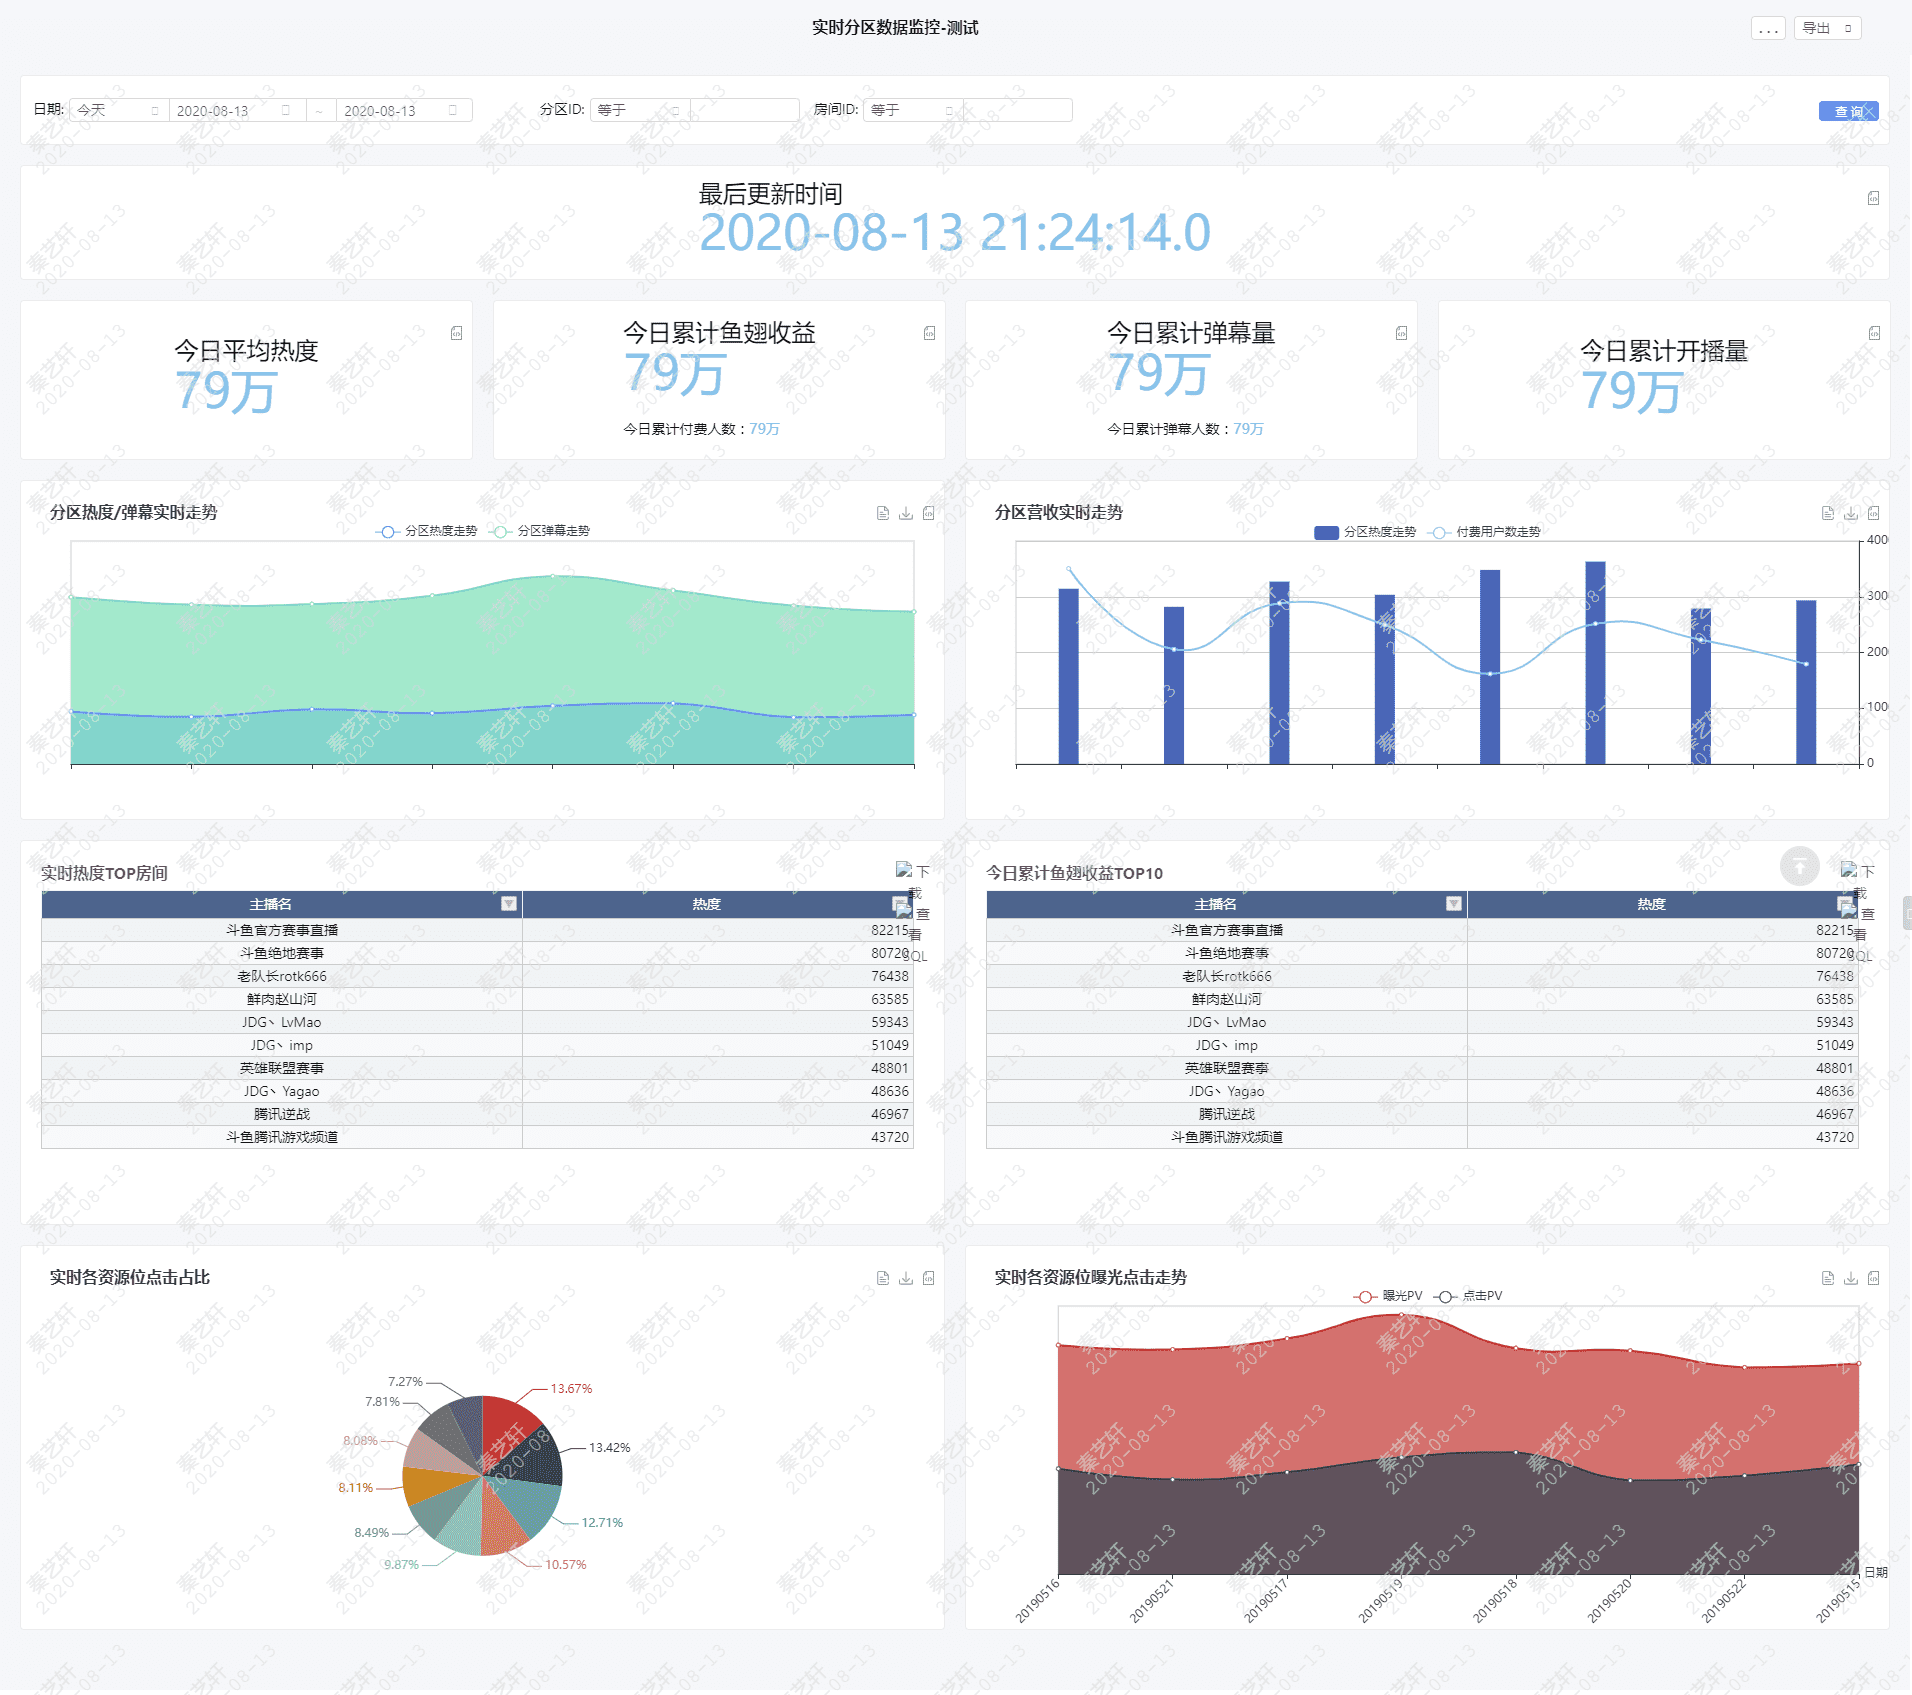 实时分区数据监控-测试
... 导出
日期: 今天 2020-08-13 ~ 2020-08-13 分区ID: 等于 房间ID: 等于 查询
最后更新时间
2020-08-13 21:24:14.0
今日平均热度
79万
今日累计鱼翅收益
79万
今日累计付费人数：79万
今日累计弹幕量
79万
今日累计弹幕人数：79万
今日累计开播量
79万
分区热度/弹幕实时走势
分区热度走势 分区弹幕走势
分区营收实时走势
分区热度走势 付费用户数走势
400
300
200
100
0
实时热度TOP房间
下载
查看SQL
主播名 热度
斗鱼官方赛事直播 82215
斗鱼绝地赛事 80720
老队长rotk666 76438
鲜肉赵山河 63585
JDG丶LvMao 59343
JDG丶imp 51049
英雄联盟赛事 48801
JDG丶Yagao 48636
腾讯逆战 46967
斗鱼腾讯游戏频道 43720
今日累计鱼翅收益TOP10
下载
查看SQL
主播名 热度
斗鱼官方赛事直播 82215
斗鱼绝地赛事 80720
老队长rotk666 76438
鲜肉赵山河 63585
JDG丶LvMao 59343
JDG丶imp 51049
英雄联盟赛事 48801
JDG丶Yagao 48636
腾讯逆战 46967
斗鱼腾讯游戏频道 43720
实时各资源位点击占比
7.27%
13.67%
7.81%
8.08%
13.42%
8.11%
12.71%
8.49%
9.87%
10.57%
实时各资源位曝光点击走势
曝光PV 点击PV
日期
20190516 20190521 20190517 20190519 20190518 20190520 20190522 20190515
秦艺轩
2020-08-13